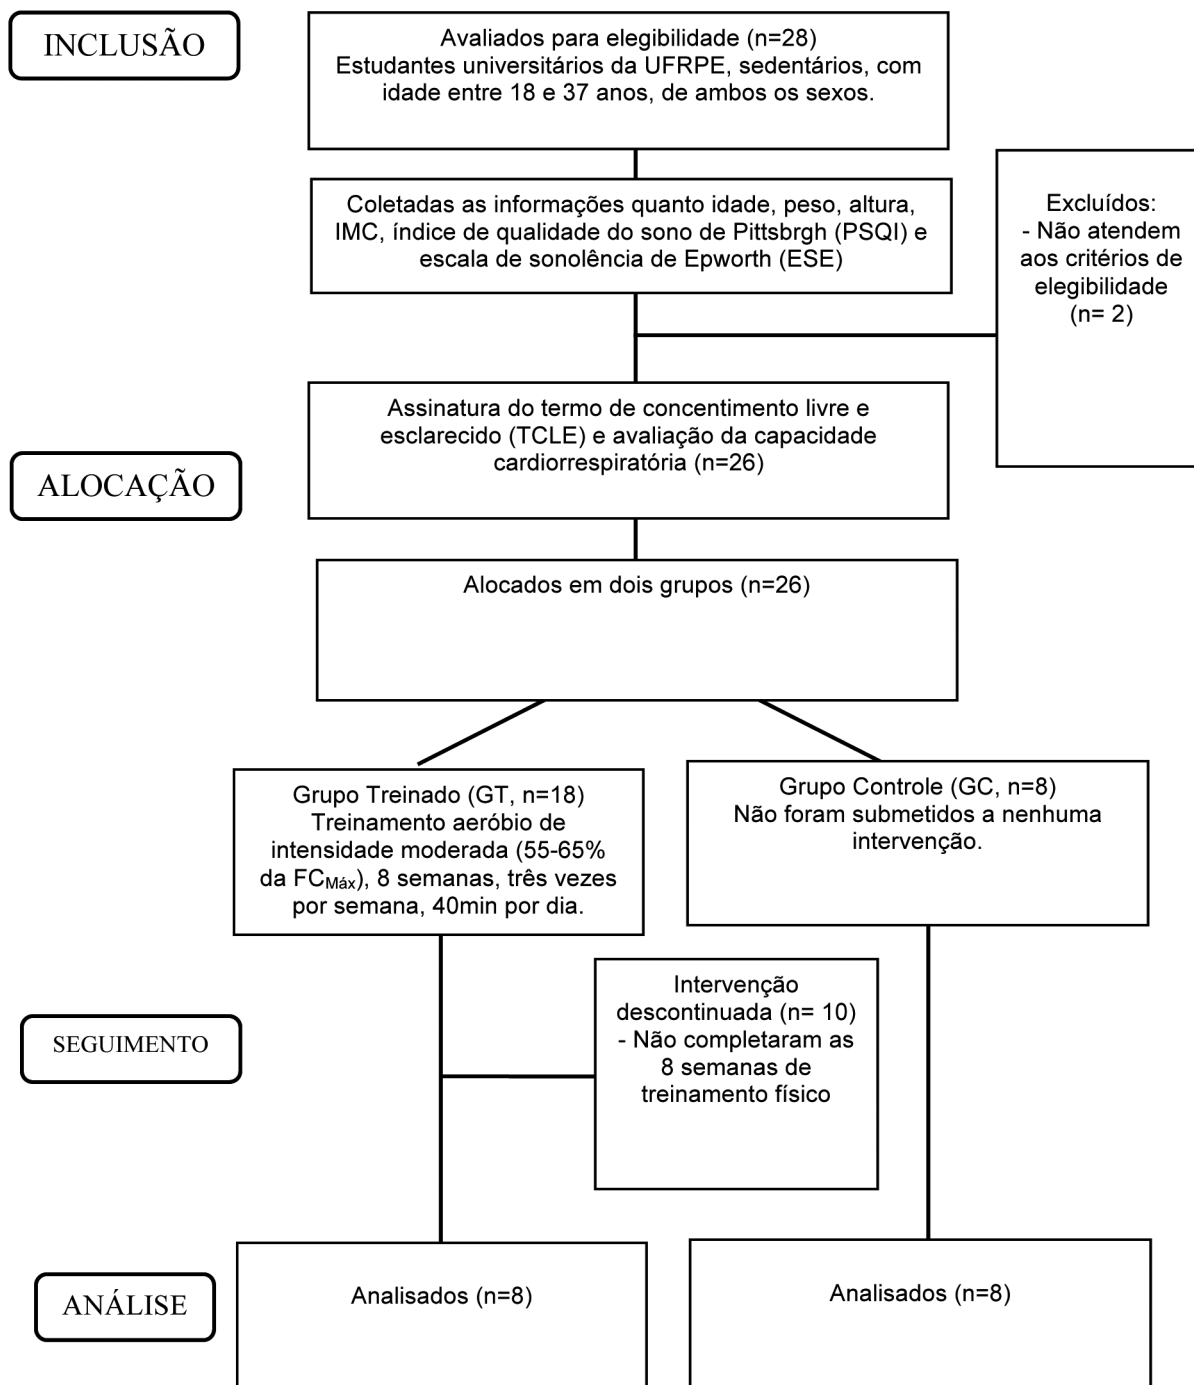 INCLUSÃO
Avaliados para elegibilidade (n=28)
Estudantes universitários da UFRPE, sedentários, com
idade entre 18 e 37 anos, de ambos os sexos.
Coletadas as informações quanto idade, peso, altura,
IMC, índice de qualidade do sono de Pittsbrgh (PSQI) e
escala de sonolência de Epworth (ESE)
Excluídos:
- Não atendem
aos critérios de
elegibilidade
(n= 2)
ALOCAÇÃO
Assinatura do termo de concentimento livre e
esclarecido (TCLE) e avaliação da capacidade
cardiorrespiratória (n=26)
Alocados em dois grupos (n=26)
Grupo Treinado (GT, n=18)
Treinamento aeróbio de
intensidade moderada (55-65%
da FCMáx), 8 semanas, três vezes
por semana, 40min por dia.
Grupo Controle (GC, n=8)
Não foram submetidos a nenhuma
intervenção.
SEGUIMENTO
Intervenção
descontinuada (n= 10)
- Não completaram as
8 semanas de
treinamento físico
ANÁLISE
Analisados (n=8)
Analisados (n=8)